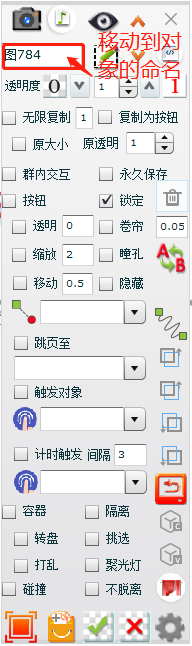 移动到对
象的命名
图784
透明度 0 1 1
无限复制 1 复制为按钮
原大小 原透明
群内交互 永久保存
按钮 锁定
透明 0 卷帘 0.05
缩放 2 瞳孔
A B
移动 0.5 隐藏
跳页至
触发对象
计时触发 间隔 3
容器 隔离
转盘 挑选
打乱 聚光灯
碰撞 不脱离